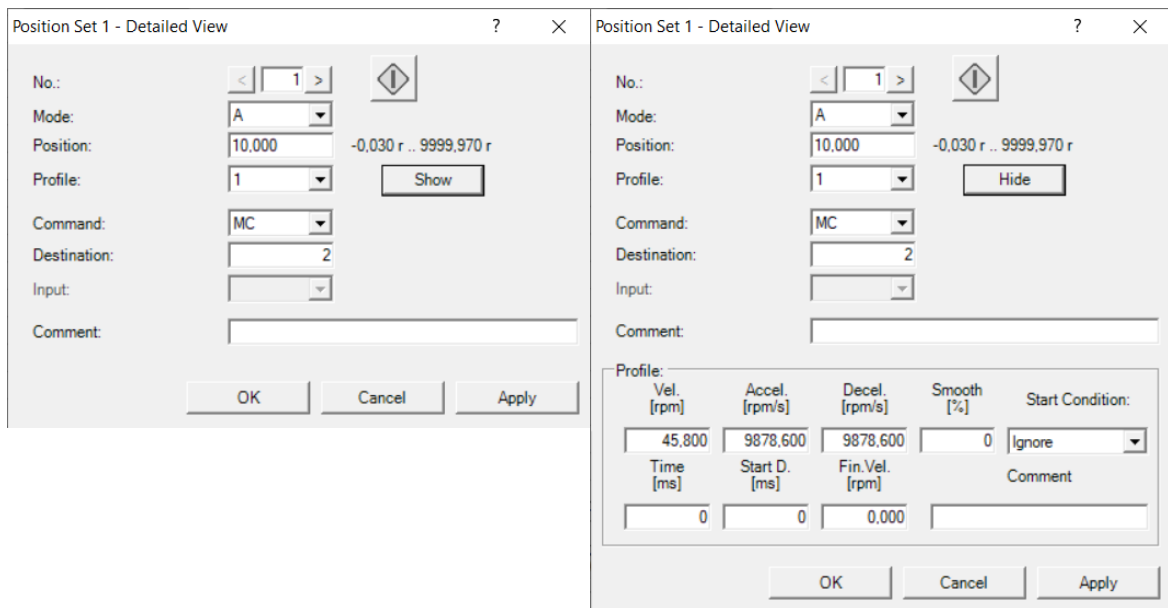 Position Set 1 - Detailed View ? ×
No.: < 1 >
Mode: A
Position: 10,000 -0,030 r .. 9999,970 r
Profile: 1 Show
Command: MC
Destination: 2
Input:
Comment:
OK Cancel Apply
Position Set 1 - Detailed View ? ×
No.: < 1 >
Mode: A
Position: 10,000 -0,030 r .. 9999,970 r
Profile: 1 Hide
Command: MC
Destination: 2
Input:
Comment:
Profile:
Vel. Accel. Decel. Smooth Start Condition:
[rpm] [rpm/s] [rpm/s] [%]
45,800 9878,600 9878,600 0 Ignore
Time Start D. Fin.Vel. Comment
[ms] [ms] [rpm]
0 0 0,000
OK Cancel Apply